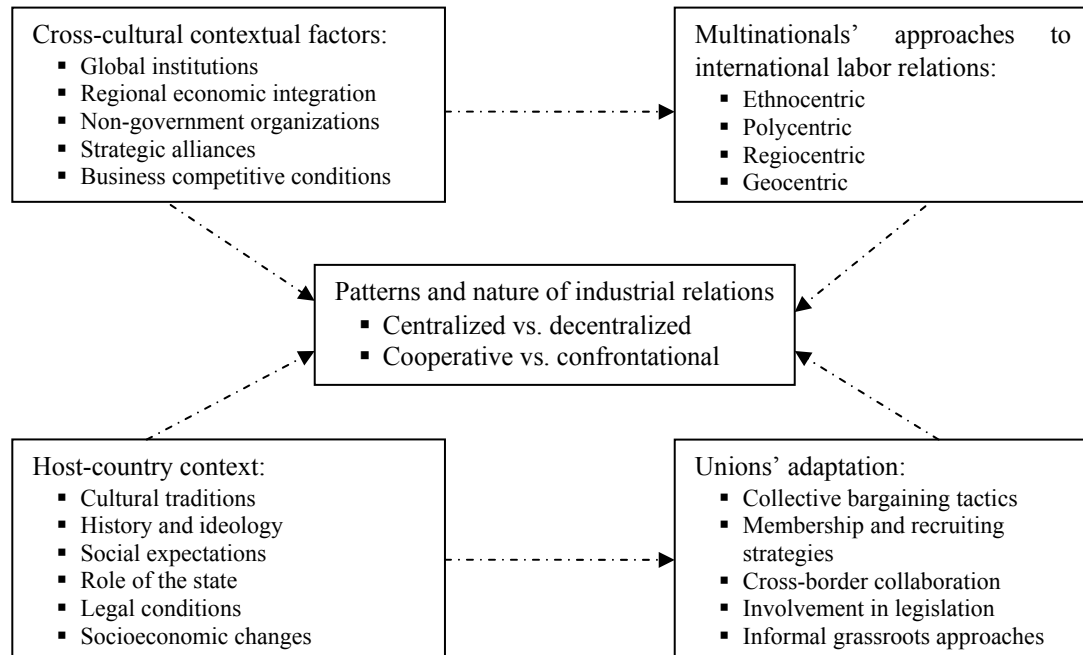 Cross-cultural contextual factors:
▪ Global institutions
▪ Regional economic integration
▪ Non-government organizations
▪ Strategic alliances
▪ Business competitive conditions
Multinationals’ approaches to
international labor relations:
▪ Ethnocentric
▪ Polycentric
▪ Regiocentric
▪ Geocentric
Patterns and nature of industrial relations
▪ Centralized vs. decentralized
▪ Cooperative vs. confrontational
Host-country context:
▪ Cultural traditions
▪ History and ideology
▪ Social expectations
▪ Role of the state
▪ Legal conditions
▪ Socioeconomic changes
Unions’ adaptation:
▪ Collective bargaining tactics
▪ Membership and recruiting
strategies
▪ Cross-border collaboration
▪ Involvement in legislation
▪ Informal grassroots approaches